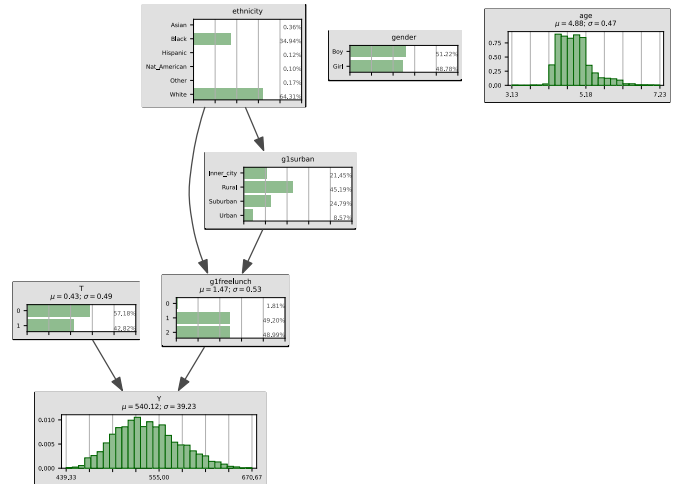 ethnicity
Asian 0.36%
Black 34.94%
Hispanic 0.12%
Nat_American 0.10%
Other 0.17%
White 64.31%
gender
Boy 51.22%
Girl 48.78%
age
μ = 4.88; σ = 0.47
0,75
0,50
0,25
0,00
3,13 5,18 7,23
g1surban
Inner_city 21,45%
Rural 45,19%
Suburban 24,79%
Urban 8,57%
T
μ = 0.43; σ = 0.49
0 57,18%
1 42,82%
g1freelunch
μ = 1.47; σ = 0.53
0 1.81%
1 49,20%
2 48,99%
Y
μ = 540.12; σ = 39.23
0.010
0,005
0,000
439,33 555,00 670,67